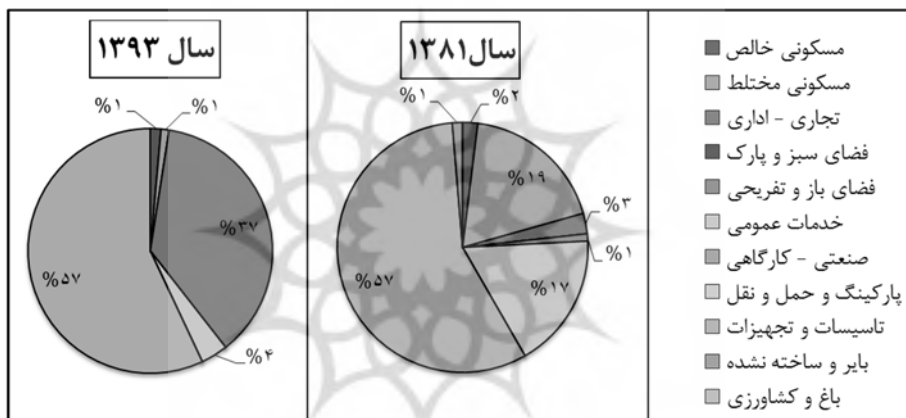 سال ۱۳۹۳
%۱
%۱
%۳۷
%۴
%۵۷
سال۱۳۸۱
%۱
%۲
%۱۹
%۳
%۱
%۱۷
%۵۷
مسکونی خالص
مسکونی مختلط
تجاری - اداری
فضای سبز و پارک
فضای باز و تفریحی
خدمات عمومی
صنعتی - کارگاهی
پارکینگ و حمل و نقل
تاسیسات و تجهیزات
بایر و ساخته نشده
باغ و کشاورزی